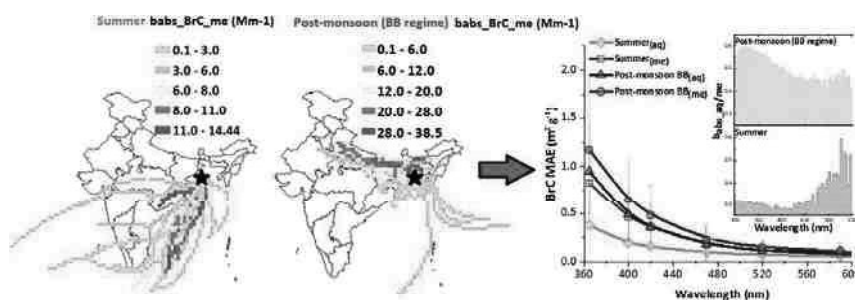 Summer babs_BrC_me (Mm-1)
0.1 - 3.0
3.0 - 6.0
6.0 - 8.0
8.0 - 11.0
11.0 - 14.44
Post-monsoon (BB regime) babs_BrC_me (Mm-1)
0.1 - 6.0
6.0 - 12.0
12.0 - 20.0
20.0 - 28.0
28.0 - 38.5
BrC MAE (m2 g-1)
2.0
1.5
1.0
0.5
0.0
Summer(aq)
Summer(me)
Post-monsoon BB(aq)
Post-monsoon BB(me)
360 400 440 480 520 560
Wavelength (nm)
Post-monsoon (BB regime)
babs_aq/me
Summer
Wavelength (nm)